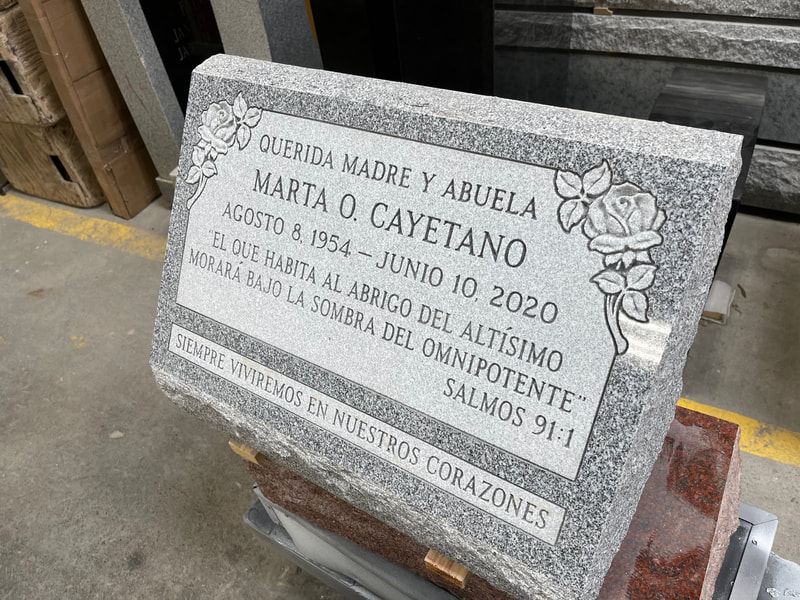 QUERIDA MADRE Y ABUELA
MARTA O. CAYETANO
AGOSTO 8, 1954 – JUNIO 10, 2020
"EL QUE HABITA AL ABRIGO DEL ALTÍSIMO
MORARÁ BAJO LA SOMBRA DEL OMNIPOTENTE"
SALMOS 91:1
SIEMPRE VIVIREMOS EN NUESTROS CORAZONES